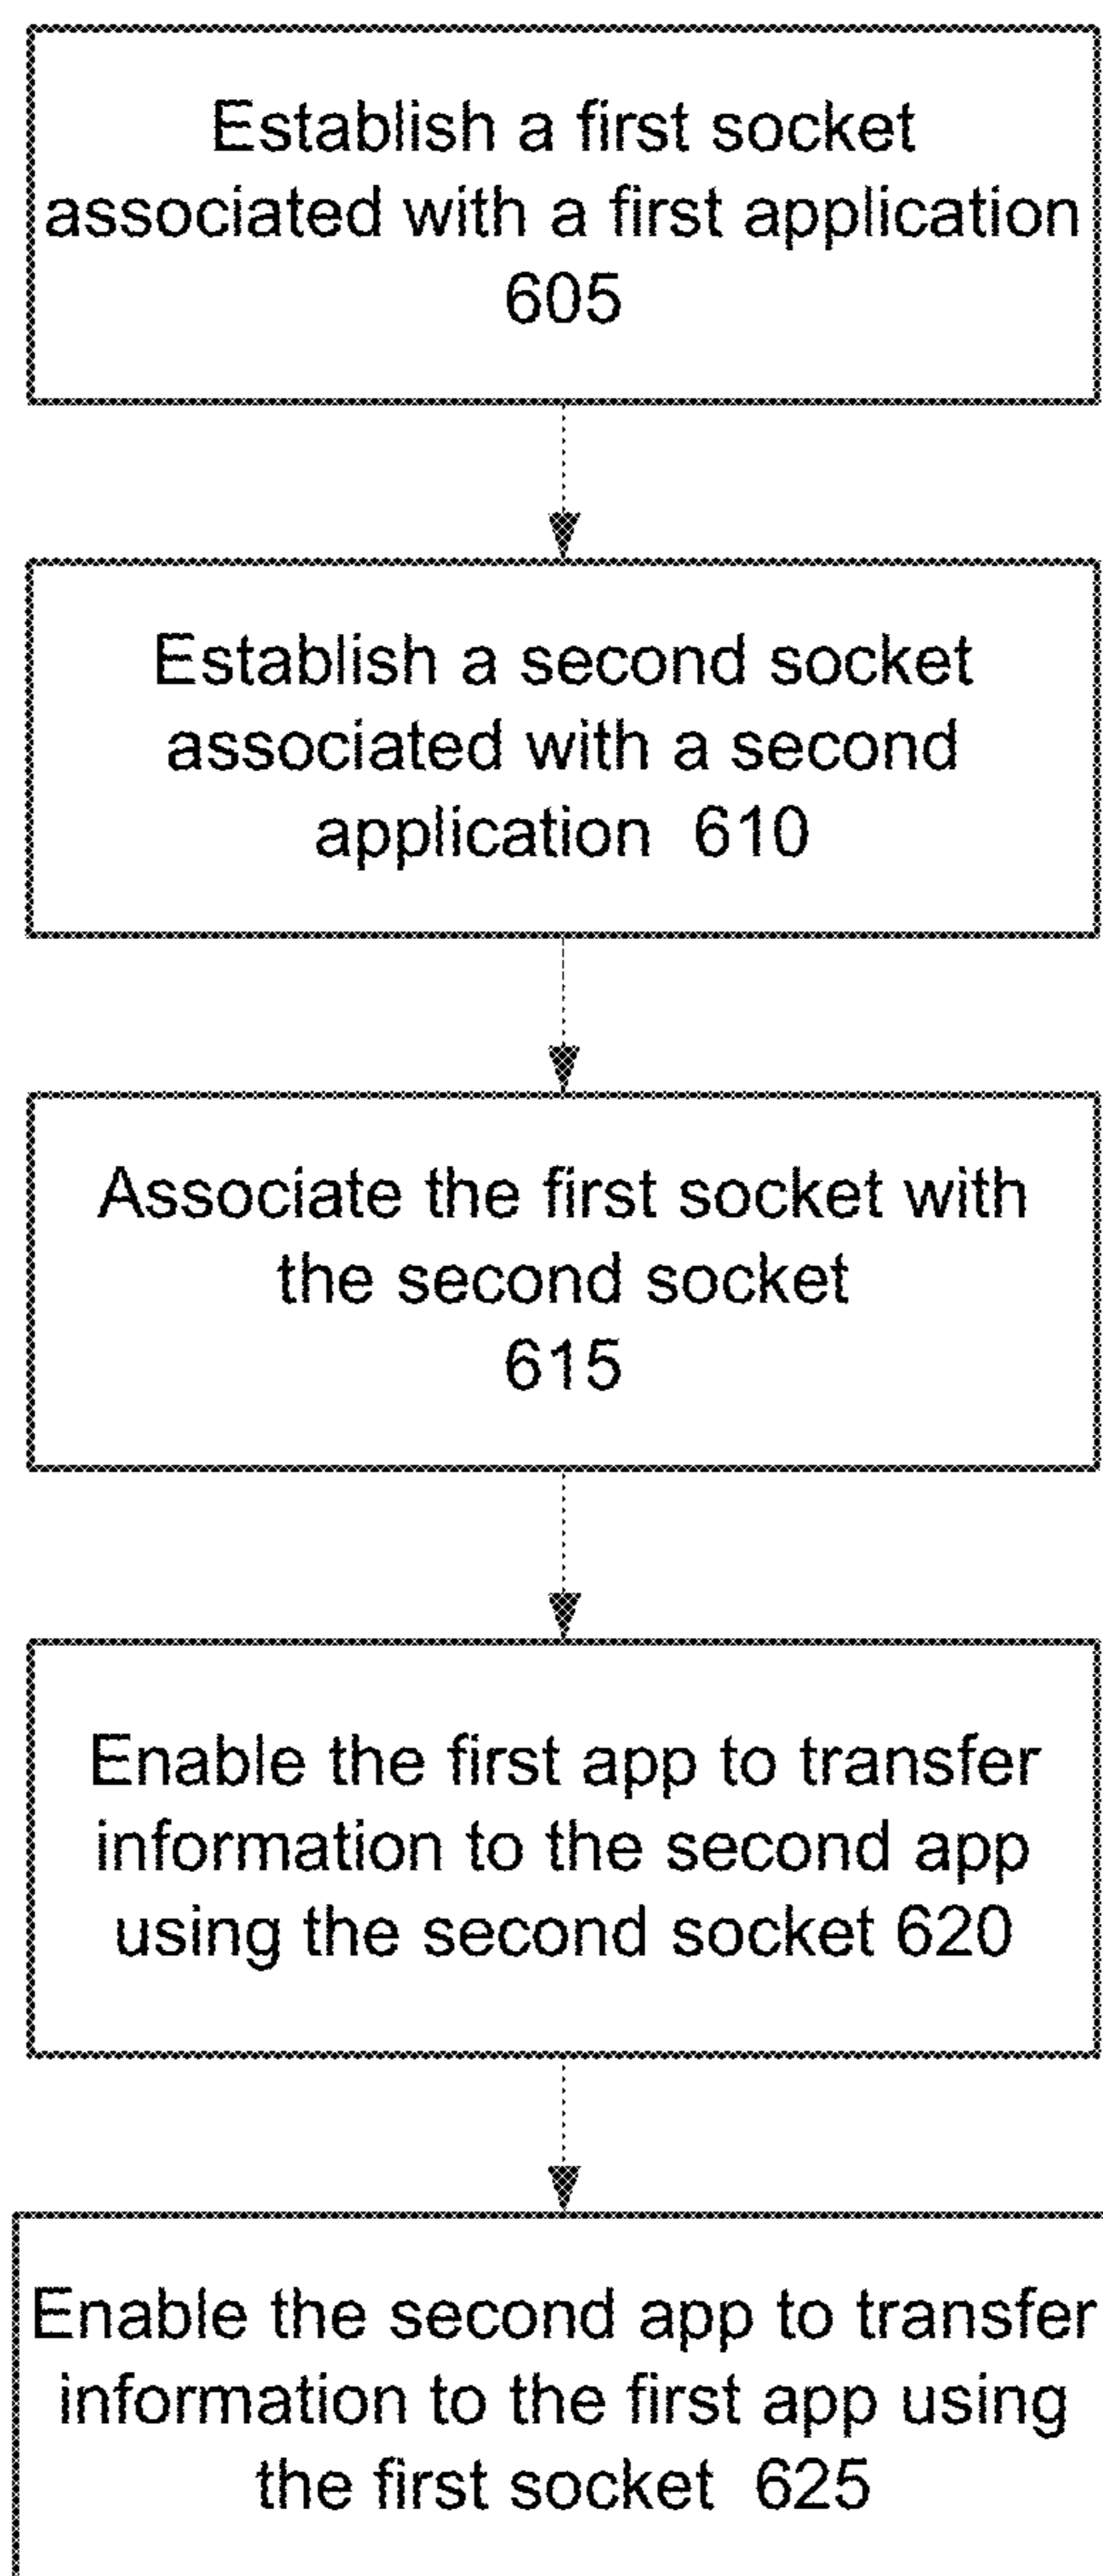 Establish a first socket
associated with a first application
605
Establish a second socket
associated with a second
application 610
Associate the first socket with
the second socket
615
Enable the first app to transfer
information to the second app
using the second socket 620
Enable the second app to transfer
information to the first app using
the first socket 625